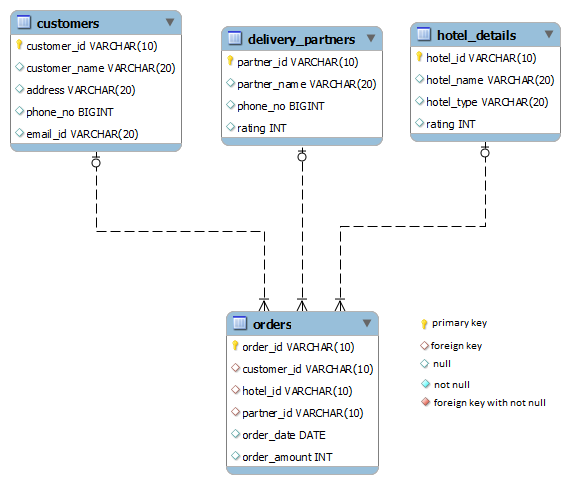 customers
customer_id VARCHAR(10)
customer_name VARCHAR(20)
address VARCHAR(20)
phone_no BIGINT
email_id VARCHAR(20)
delivery_partners
partner_id VARCHAR(10)
partner_name VARCHAR(20)
phone_no BIGINT
rating INT
hotel_details
hotel_id VARCHAR(10)
hotel_name VARCHAR(20)
hotel_type VARCHAR(20)
rating INT
orders
order_id VARCHAR(10)
customer_id VARCHAR(10)
hotel_id VARCHAR(10)
partner_id VARCHAR(10)
order_date DATE
order_amount INT
primary key
foreign key
null
not null
foreign key with not null